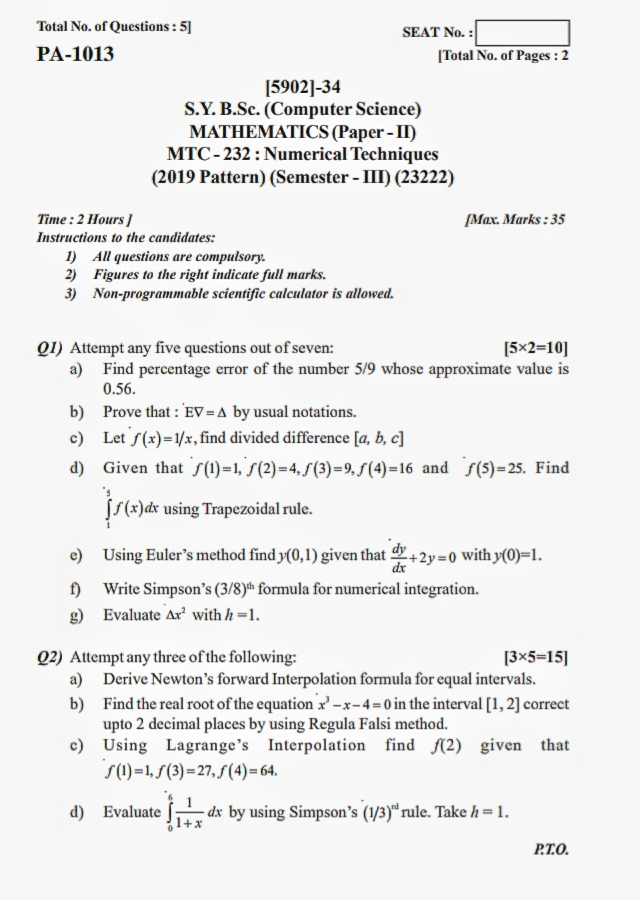 Total No. of Questions : 5]
SEAT No. :
PA-1013
[Total No. of Pages : 2
[5902]-34
S.Y. B.Sc. (Computer Science)
MATHEMATICS (Paper - II)
MTC - 232 : Numerical Techniques
(2019 Pattern) (Semester - III) (23222)
Time : 2 Hours ]
[Max. Marks : 35
Instructions to the candidates:
1) All questions are compulsory.
2) Figures to the right indicate full marks.
3) Non-programmable scientific calculator is allowed.
Q1) Attempt any five questions out of seven: [5×2=10]
a) Find percentage error of the number 5/9 whose approximate value is
0.56.
b) Prove that : E∇ = Δ by usual notations.
c) Let f(x)=1/x, find divided difference [a, b, c]
d) Given that f(1)=1, f(2)=4, f(3)=9, f(4)=16 and f(5)=25. Find
∫₁⁵ f(x)dx using Trapezoidal rule.
e) Using Euler's method find y(0,1) given that dy/dx + 2y = 0 with y(0)=1.
f) Write Simpson's (3/8)ᵗʰ formula for numerical integration.
g) Evaluate Δx² with h = 1.
Q2) Attempt any three of the following: [3×5=15]
a) Derive Newton's forward Interpolation formula for equal intervals.
b) Find the real root of the equation x³ – x – 4 = 0 in the interval [1, 2] correct
upto 2 decimal places by using Regula Falsi method.
c) Using Lagrange's Interpolation find f(2) given that
f(1)=1, f(3)=27, f(4)=64.
d) Evaluate ∫₀⁶ 1/(1+x) dx by using Simpson's (1/3)ʳᵈ rule. Take h = 1.
P.T.O.